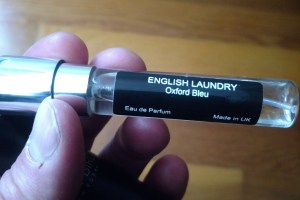 ENGLISH LAUNDRY
Oxford Bleu
Eau de Parfum
Made in UK